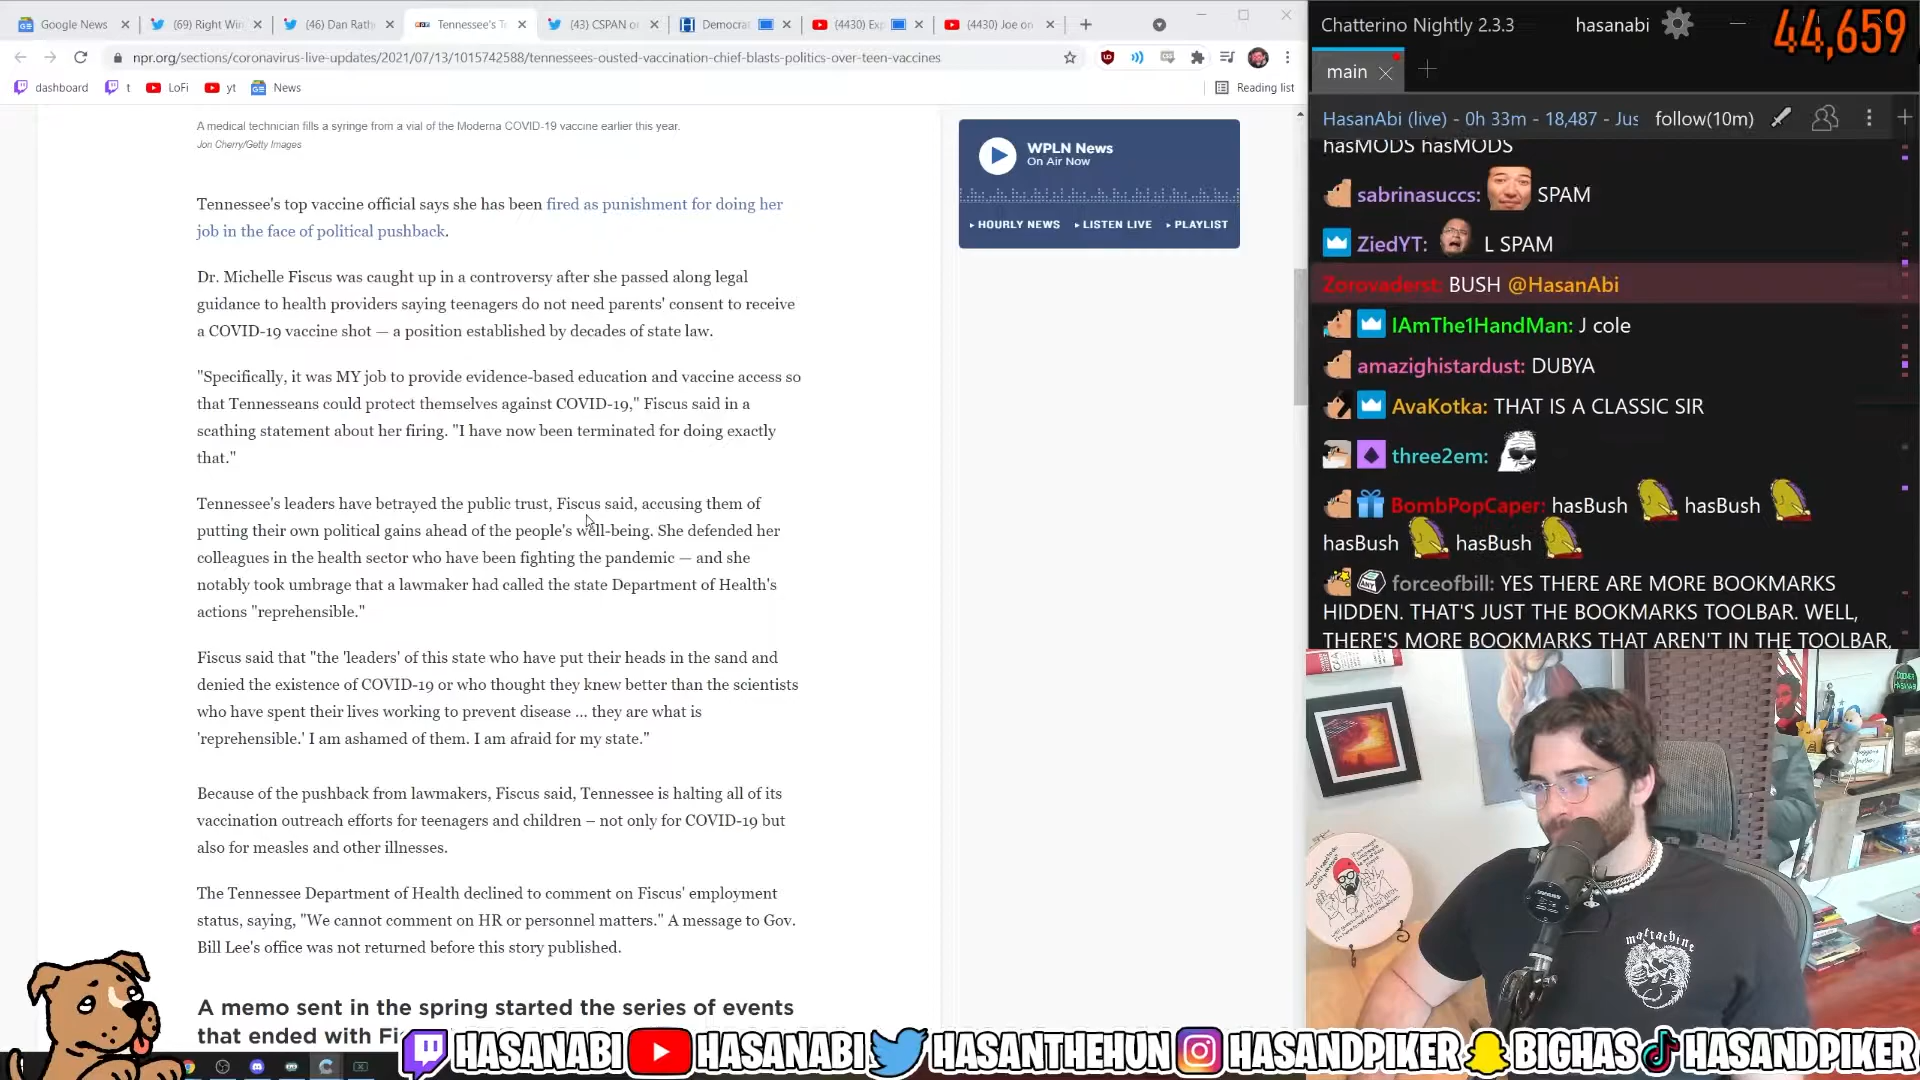 Google News
(69) Right Win
(46) Dan Rath
Tennessee's T
(43) CSPAN o
Democrat
(4430) Ex
(4430) Joe on
npr.org/sections/coronavirus-live-updates/2021/07/13/1015742588/tennessees-ousted-vaccination-chief-blasts-politics-over-teen-vaccines
dashboard
t
LoFi
yt
News
Reading list
A medical technician fills a syringe from a vial of the Moderna COVID-19 vaccine earlier this year.
Jon Cherry/Getty Images
Tennessee's top vaccine official says she has been fired as punishment for doing her
job in the face of political pushback.
Dr. Michelle Fiscus was caught up in a controversy after she passed along legal
guidance to health providers saying teenagers do not need parents' consent to receive
a COVID-19 vaccine shot — a position established by decades of state law.
"Specifically, it was MY job to provide evidence-based education and vaccine access so
that Tennesseans could protect themselves against COVID-19," Fiscus said in a
scathing statement about her firing. "I have now been terminated for doing exactly
that."
Tennessee's leaders have betrayed the public trust, Fiscus said, accusing them of
putting their own political gains ahead of the people's well-being. She defended her
colleagues in the health sector who have been fighting the pandemic — and she
notably took umbrage that a lawmaker had called the state Department of Health's
actions "reprehensible."
Fiscus said that "the 'leaders' of this state who have put their heads in the sand and
denied the existence of COVID-19 or who thought they knew better than the scientists
who have spent their lives working to prevent disease ... they are what is
'reprehensible.' I am ashamed of them. I am afraid for my state."
Because of the pushback from lawmakers, Fiscus said, Tennessee is halting all of its
vaccination outreach efforts for teenagers and children – not only for COVID-19 but
also for measles and other illnesses.
The Tennessee Department of Health declined to comment on Fiscus' employment
status, saying, "We cannot comment on HR or personnel matters." A message to Gov.
Bill Lee's office was not returned before this story published.
A memo sent in the spring started the series of events
that ended with Fi
WPLN News
On Air Now
HOURLY NEWS
LISTEN LIVE
PLAYLIST
Chatterino Nightly 2.3.3
hasanabi
44,659
main
HasanAbi (live) - 0h 33m - 18,487 - Jus
follow(10m)
hasMODS hasMODS
sabrinasuccs: SPAM
ZiedYT: L SPAM
Zorovaderst: BUSH @HasanAbi
IAmThe1HandMan: J cole
amazighistardust: DUBYA
AvaKotka: THAT IS A CLASSIC SIR
three2em:
BombPopCaper: hasBush hasBush
hasBush hasBush
forceofbill: YES THERE ARE MORE BOOKMARKS
HIDDEN. THAT'S JUST THE BOOKMARKS TOOLBAR. WELL,
THERE'S MORE BOOKMARKS THAT AREN'T IN THE TOOLBAR,
HASANABI
HASANABI
HASANTHEHUN
HASANDPIKER
BIGHAS
HASANDPIKER